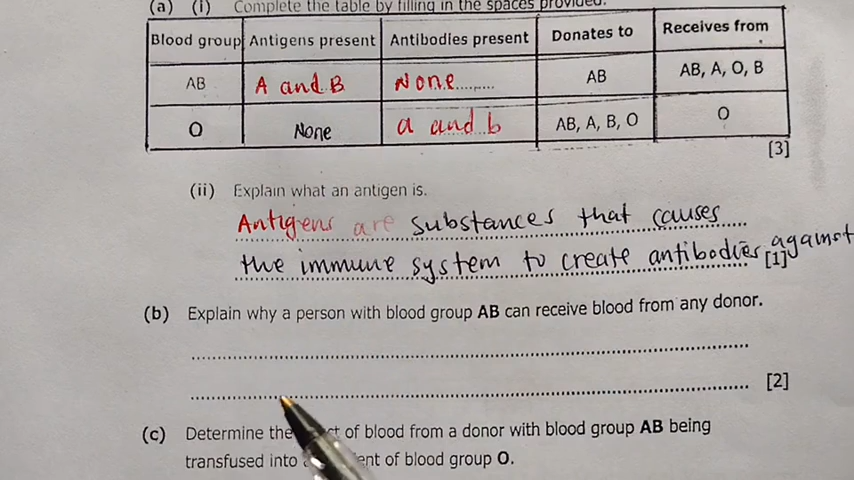 (a) (i) Complete the table by filling in the spaces provided.
Blood group Antigens present Antibodies present Donates to Receives from
AB A and B None......... AB AB, A, O, B
O None a and b AB, A, B, O O
[3]
(ii) Explain what an antigen is.
Antigens are substances that causes
the immune system to create antibodies against
[1]
(b) Explain why a person with blood group AB can receive blood from any donor.
[2]
(c) Determine the of blood from a donor with blood group AB being
transfused into of blood group O.